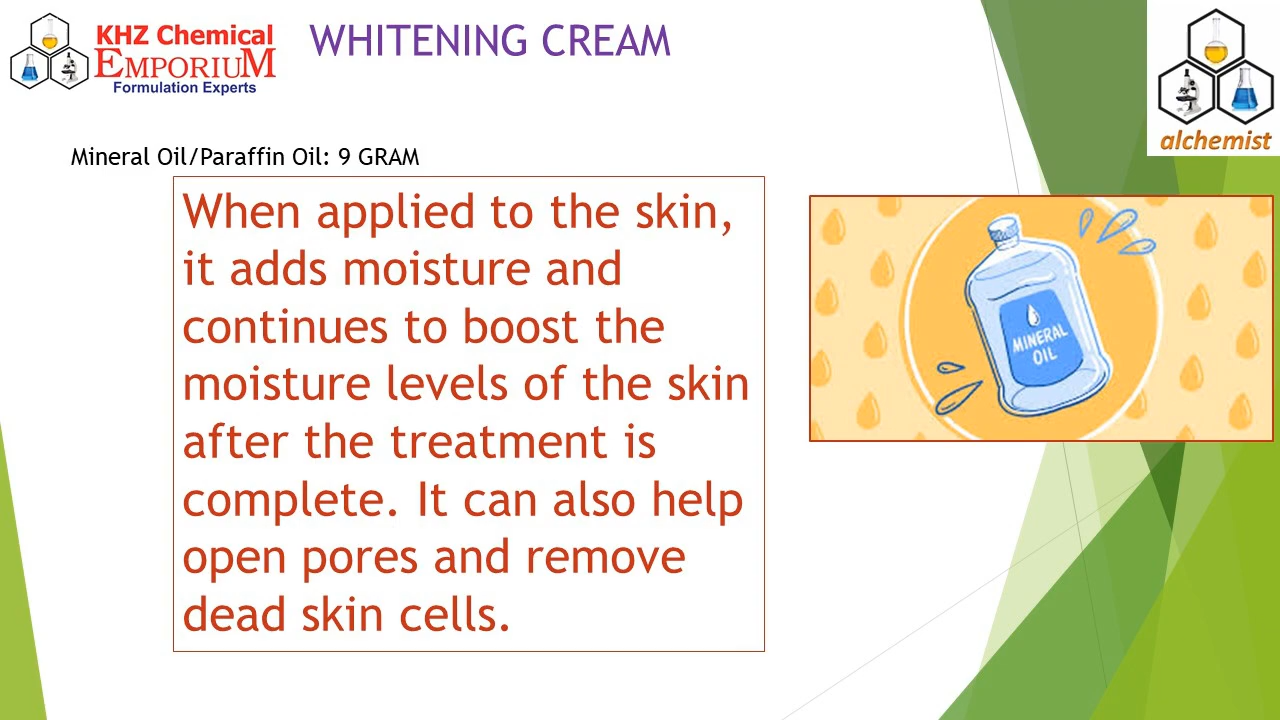 KHZ Chemical
EMPORIUM
Formulation Experts
WHITENING CREAM
alchemist
Mineral Oil/Paraffin Oil: 9 GRAM
When applied to the skin,
it adds moisture and
continues to boost the
moisture levels of the skin
after the treatment is
complete. It can also help
open pores and remove
dead skin cells.
MINERAL
OIL